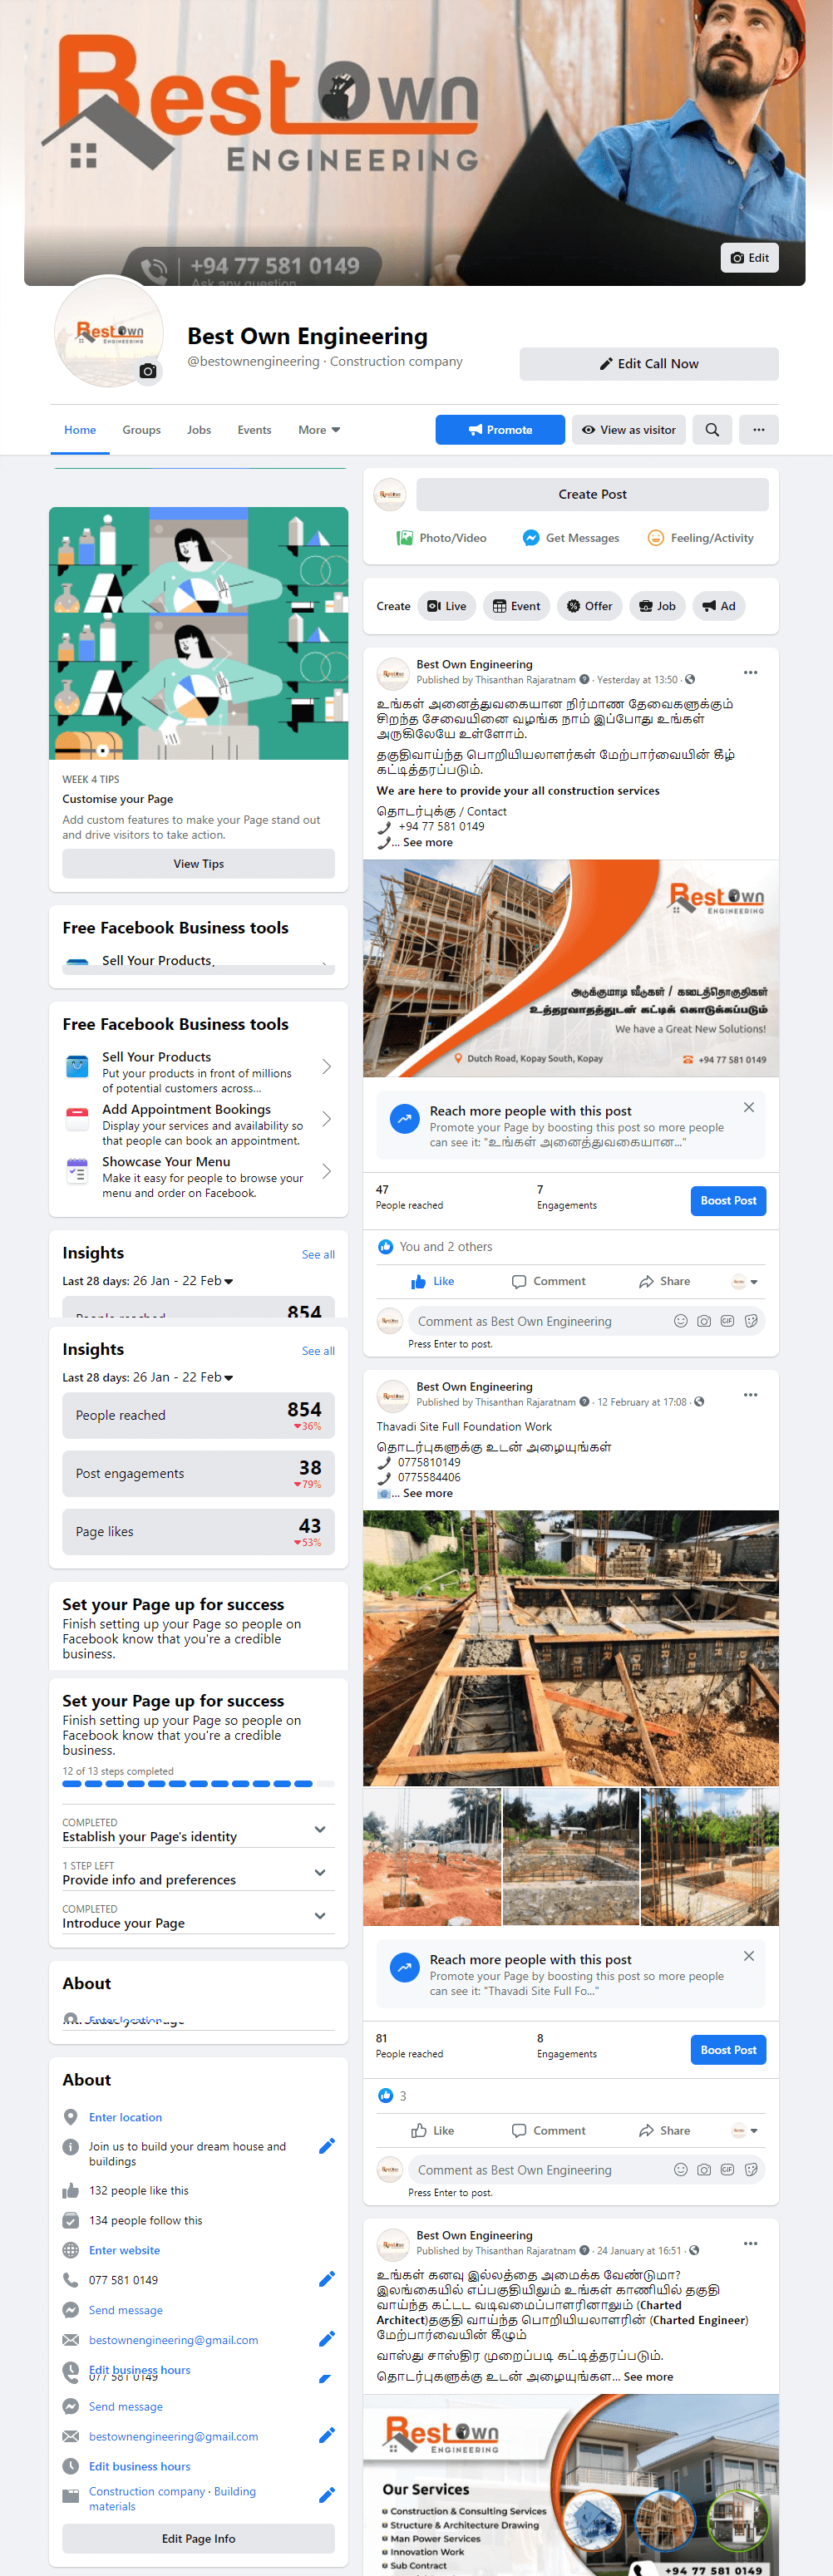 Best Own
ENGINEERING
+94 77 581 0149
Ask any question
Edit
Best Own
ENGINEERING
Best Own Engineering
@bestownengineering · Construction company
Edit Call Now
Home Groups Jobs Events More
Promote View as visitor ...
WEEK 4 TIPS
Customise your Page
Add custom features to make your Page stand out
and drive visitors to take action.
View Tips
Free Facebook Business tools
Sell Your Products
Free Facebook Business tools
Sell Your Products
Put your products in front of millions
of potential customers across...
Add Appointment Bookings
Display your services and availability so
that people can book an appointment.
Showcase Your Menu
Make it easy for people to browse your
menu and order on Facebook.
Insights See all
Last 28 days: 26 Jan - 22 Feb
People reached 854
Insights See all
Last 28 days: 26 Jan - 22 Feb
People reached 854
36%
Post engagements 38
79%
Page likes 43
53%
Set your Page up for success
Finish setting up your Page so people on
Facebook know that you're a credible
business.
Set your Page up for success
Finish setting up your Page so people on
Facebook know that you're a credible
business.
12 of 13 steps completed
COMPLETED
Establish your Page's identity
1 STEP LEFT
Provide info and preferences
COMPLETED
Introduce your Page
About
Enter location
About
Enter location
Join us to build your dream house and
buildings
132 people like this
134 people follow this
Enter website
077 581 0149
Send message
bestownengineering@gmail.com
Edit business hours
077 581 0149
Send message
bestownengineering@gmail.com
Edit business hours
Construction company · Building
materials
Edit Page Info
Create Post
Photo/Video Get Messages Feeling/Activity
Create Live Event Offer Job Ad
Best Own Engineering
Published by Thisanthan Rajaratnam · Yesterday at 13:50 ·
உங்கள் அனைத்துவகையான நிர்மாண தேவைகளுக்கும்
சிறந்த சேவையினை வழங்க நாம் இப்போது உங்கள்
அருகிலேயே உள்ளோம்.
தகுதிவாய்ந்த பொறியியலாளர்கள் மேற்பார்வையின் கீழ்
கட்டித்தரப்படும்.
We are here to provide your all construction services
தொடர்புக்கு / Contact
+94 77 581 0149
... See more
Best Own
ENGINEERING
அடுக்குமாடி வீடுகள் / கடைத்தொகுதிகள்
உத்தரவாதத்துடன் கட்டிக் கொடுக்கப்படும்
We have a Great New Solutions!
Dutch Road, Kopay South, Kopay +94 77 581 0149
Reach more people with this post
Promote your Page by boosting this post so more people
can see it: "உங்கள் அனைத்துவகையான..."
47 7
People reached Engagements
Boost Post
You and 2 others
Like Comment Share
Comment as Best Own Engineering GIF
Press Enter to post.
Best Own Engineering
Published by Thisanthan Rajaratnam · 12 February at 17:08 ·
Thavadi Site Full Foundation Work
தொடர்புகளுக்கு உடன் அழையுங்கள்
0775810149
0775584406
... See more
Reach more people with this post
Promote your Page by boosting this post so more people
can see it: "Thavadi Site Full Fo..."
81 8
People reached Engagements
Boost Post
3
Like Comment Share
Comment as Best Own Engineering GIF
Press Enter to post.
Best Own Engineering
Published by Thisanthan Rajaratnam · 24 January at 16:51 ·
உங்கள் கனவு இல்லத்தை அமைக்க வேண்டுமா?
இலங்கையில் எப்பகுதியிலும் உங்கள் காணியில் தகுதி
வாய்ந்த கட்டட வடிவமைப்பாளரினாலும் (Charted
Architect)தகுதி வாய்ந்த பொறியியலாளரின் (Charted Engineer)
மேற்பார்வையின் கீழும்
வாஸ்து சாஸ்திர முறைப்படி கட்டித்தரப்படும்.
தொடர்புகளுக்கு உடன் அழையுங்கள... See more
Best Own
ENGINEERING
Our Services
Construction & Consulting Services
Structure & Architecture Drawing
Man Power Services
Innovation Work
Sub Contract
+94 77 581 0149